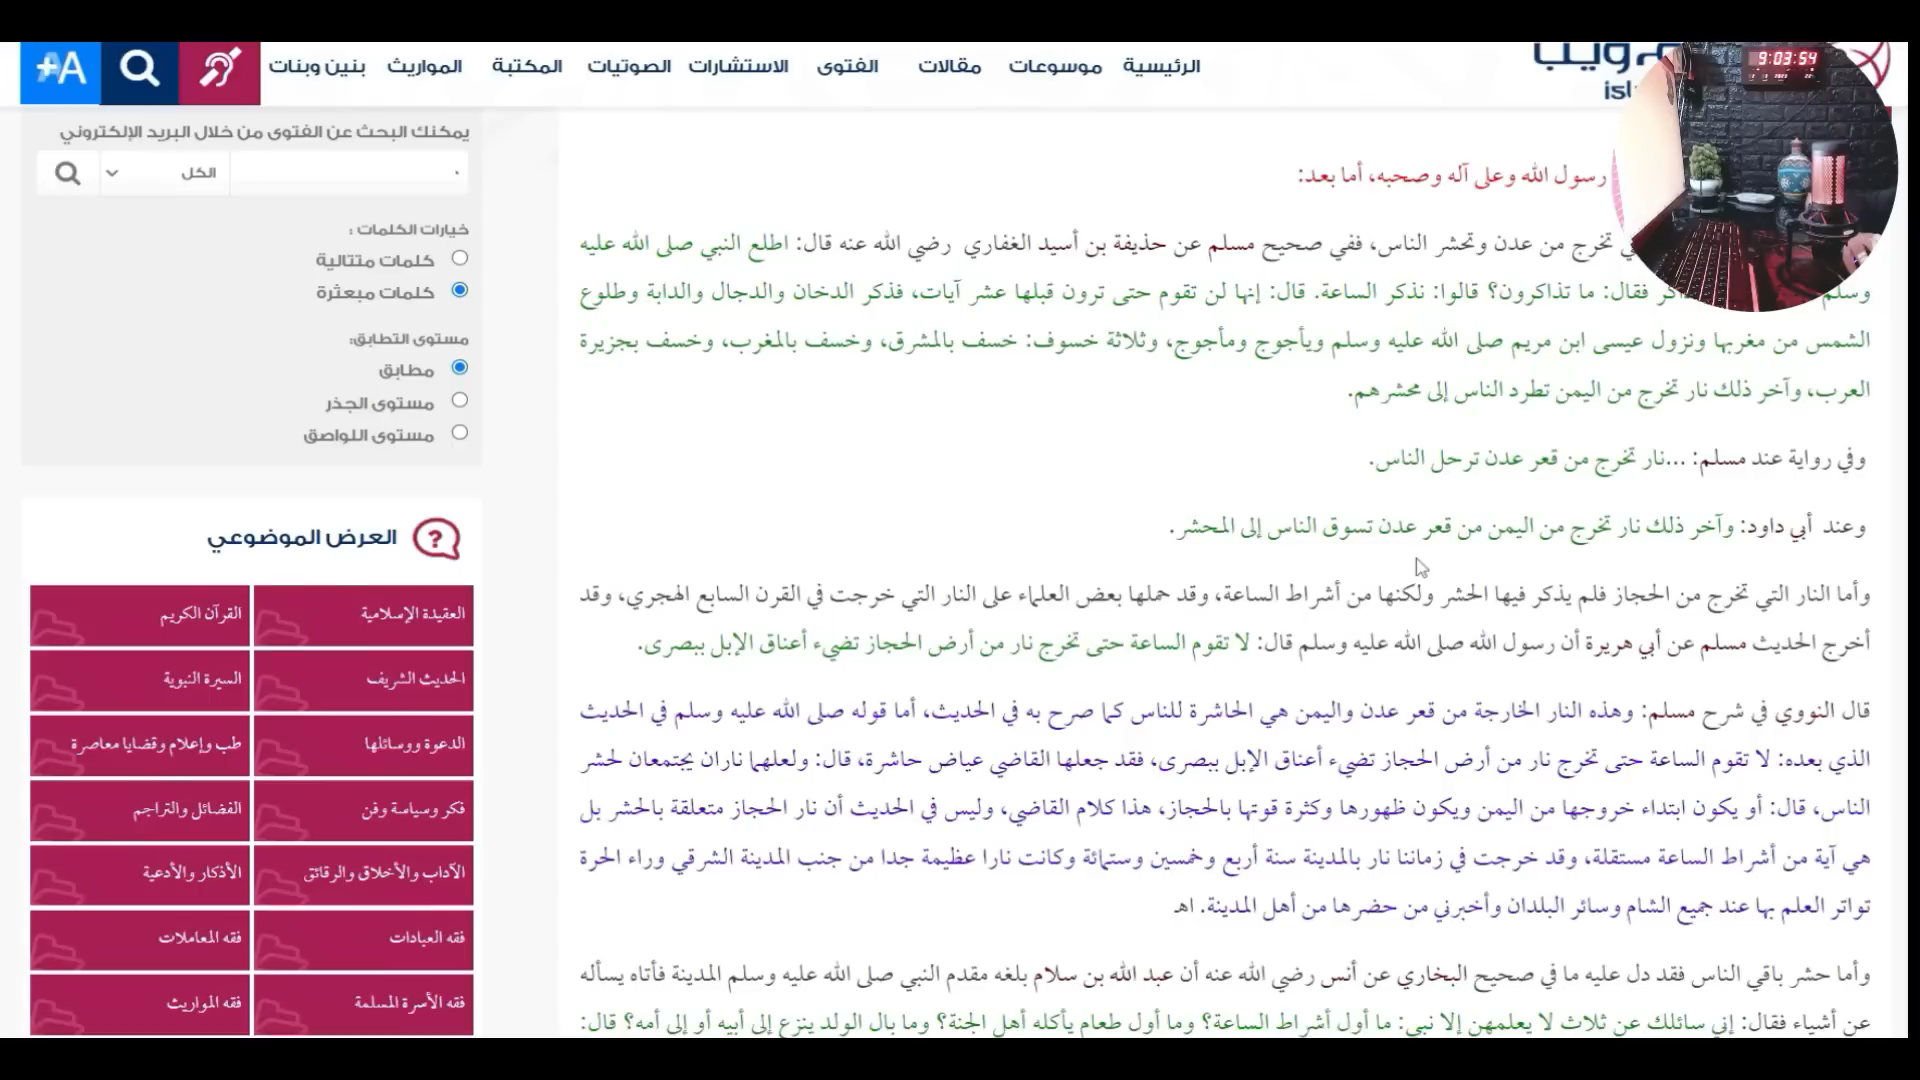 الرئيسية موسوعات مقالات الفتوى الاستشارات الصوتيات المكتبة المواريث بنين وبنات
+A
9:03:54
رسول الله وعلى آله وصحبه، أما بعد:
تخرج من عدن وتحشر الناس، ففي صحيح مسلم عن حذيفة بن أسيد الغفاري رضي الله عنه قال: اطلع النبي صلى الله عليه
وسلم فقال: ما تذاكرون؟ قالوا: نذكر الساعة. قال: إنها لن تقوم حتى ترون قبلها عشر آيات، فذكر الدخان والدجال والدابة وطلوع
الشمس من مغربها ونزول عيسى ابن مريم صلى الله عليه وسلم ويأجوج ومأجوج، وثلاثة خسوف: خسف بالمشرق، وخسف بالمغرب، وخسف بجزيرة
العرب، وآخر ذلك نار تخرج من اليمن تطرد الناس إلى محشرهم.
وفي رواية عند مسلم: ...نار تخرج من قعر عدن ترحل الناس.
وعند أبي داود: وآخر ذلك نار تخرج من اليمن من قعر عدن تسوق الناس إلى المحشر.
وأما النار التي تخرج من الحجاز فلم يذكر فيها الحشر ولكنها من أشراط الساعة، وقد حملها بعض العلماء على النار التي خرجت في القرن السابع الهجري، وقد
أخرج الحديث مسلم عن أبي هريرة أن رسول الله صلى الله عليه وسلم قال: لا تقوم الساعة حتى تخرج نار من أرض الحجاز تضيء أعناق الإبل ببصرى.
قال النووي في شرح مسلم: وهذه النار الخارجة من قعر عدن واليمن هي الحاشرة للناس كما صرح به في الحديث، أما قوله صلى الله عليه وسلم في الحديث
الذي بعده: لا تقوم الساعة حتى تخرج نار من أرض الحجاز تضيء أعناق الإبل ببصرى، فقد جعلها القاضي عياض حاشرة، قال: ولعلهما ناران يجتمعان لحشر
الناس، قال: أو يكون ابتداء خروجها من اليمن ويكون ظهورها وكثرة قوتها بالحجاز، هذا كلام القاضي، وليس في الحديث أن نار الحجاز متعلقة بالحشر بل
هي آية من أشراط الساعة مستقلة، وقد خرجت في زماننا نار بالمدينة سنة أربع وخمسين وستمائة وكانت نارا عظيمة جدا من جنب المدينة الشرقي وراء الحرة
تواتر العلم بها عند جميع الشام وسائر البلدان وأخبرني من حضرها من أهل المدينة. اهـ
وأما حشر باقي الناس فقد دل عليه ما في صحيح البخاري عن أنس رضي الله عنه أن عبد الله بن سلام بلغه مقدم النبي صلى الله عليه وسلم المدينة فأتاه يسأله
عن أشياء فقال: إني سائلك عن ثلاث لا يعلمهن إلا نبي: ما أول أشراط الساعة؟ وما أول طعام يأكله أهل الجنة؟ وما بال الولد ينزع إلى أبيه أو إلى أمه؟ قال:
يمكنك البحث عن الفتوى من خلال البريد الإلكتروني
الكل
خيارات الكلمات :
كلمات متتالية
كلمات مبعثرة
مستوى التطابق:
مطابق
مستوى الجذر
مستوى اللواصق
العرض الموضوعي
العقيدة الإسلامية القرآن الكريم
الحديث الشريف السيرة النبوية
الدعوة ووسائلها طب وإعلام وقضايا معاصرة
فكر وسياسة وفن الفضائل والتراجم
الآداب والأخلاق والرقائق الأذكار والأدعية
فقه العبادات فقه المعاملات
فقه الأسرة المسلمة فقه المواريث